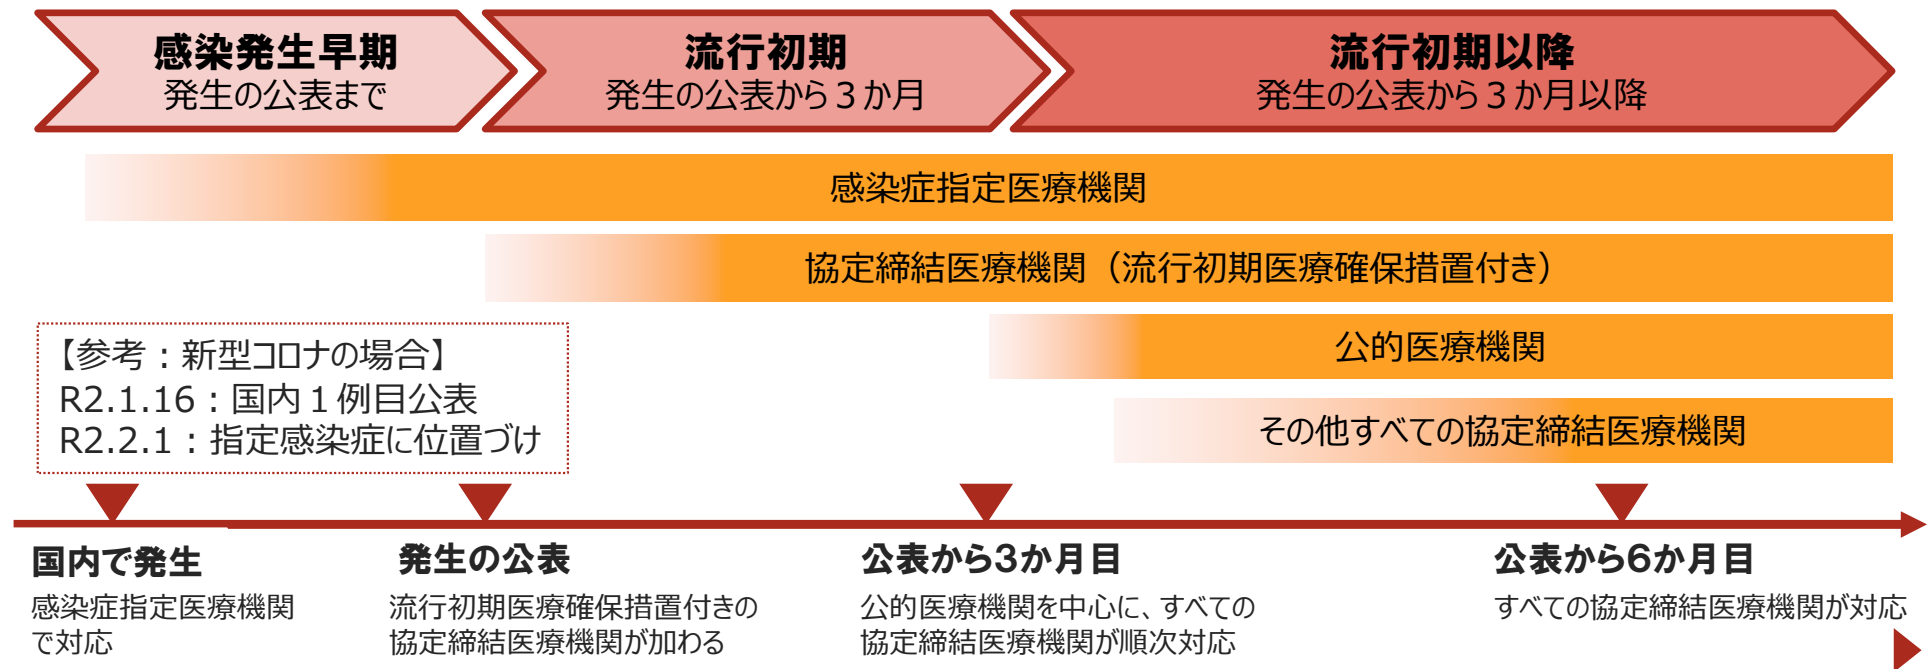 感染発生早期
発生の公表まで
流行初期
発生の公表から３か月
流行初期以降
発生の公表から３か月以降
感染症指定医療機関
協定締結医療機関（流行初期医療確保措置付き）
公的医療機関
その他すべての協定締結医療機関
【参考：新型コロナの場合】
R2.1.16：国内１例目公表
R2.2.1：指定感染症に位置づけ
国内で発生
感染症指定医療機関
で対応
発生の公表
流行初期医療確保措置付きの
協定締結医療機関が加わる
公表から3か月目
公的医療機関を中心に、すべての
協定締結医療機関が順次対応
公表から6か月目
すべての協定締結医療機関が対応